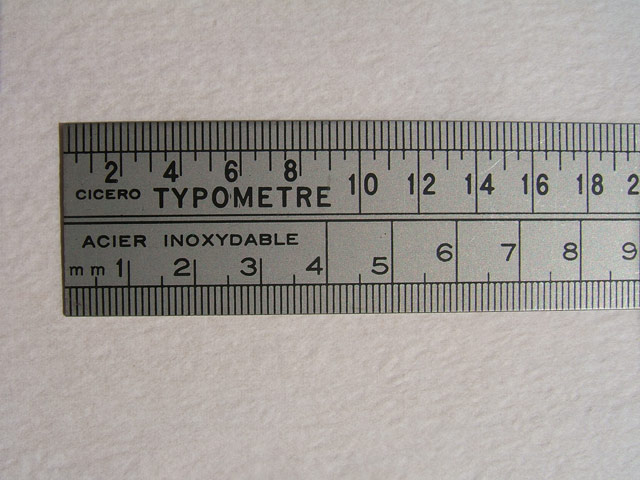 2 4 6 8 10 12 14 16 18 2
CICERO TYPOMETRE
ACIER INOXYDABLE
mm 1 2 3 4 5 6 7 8 9